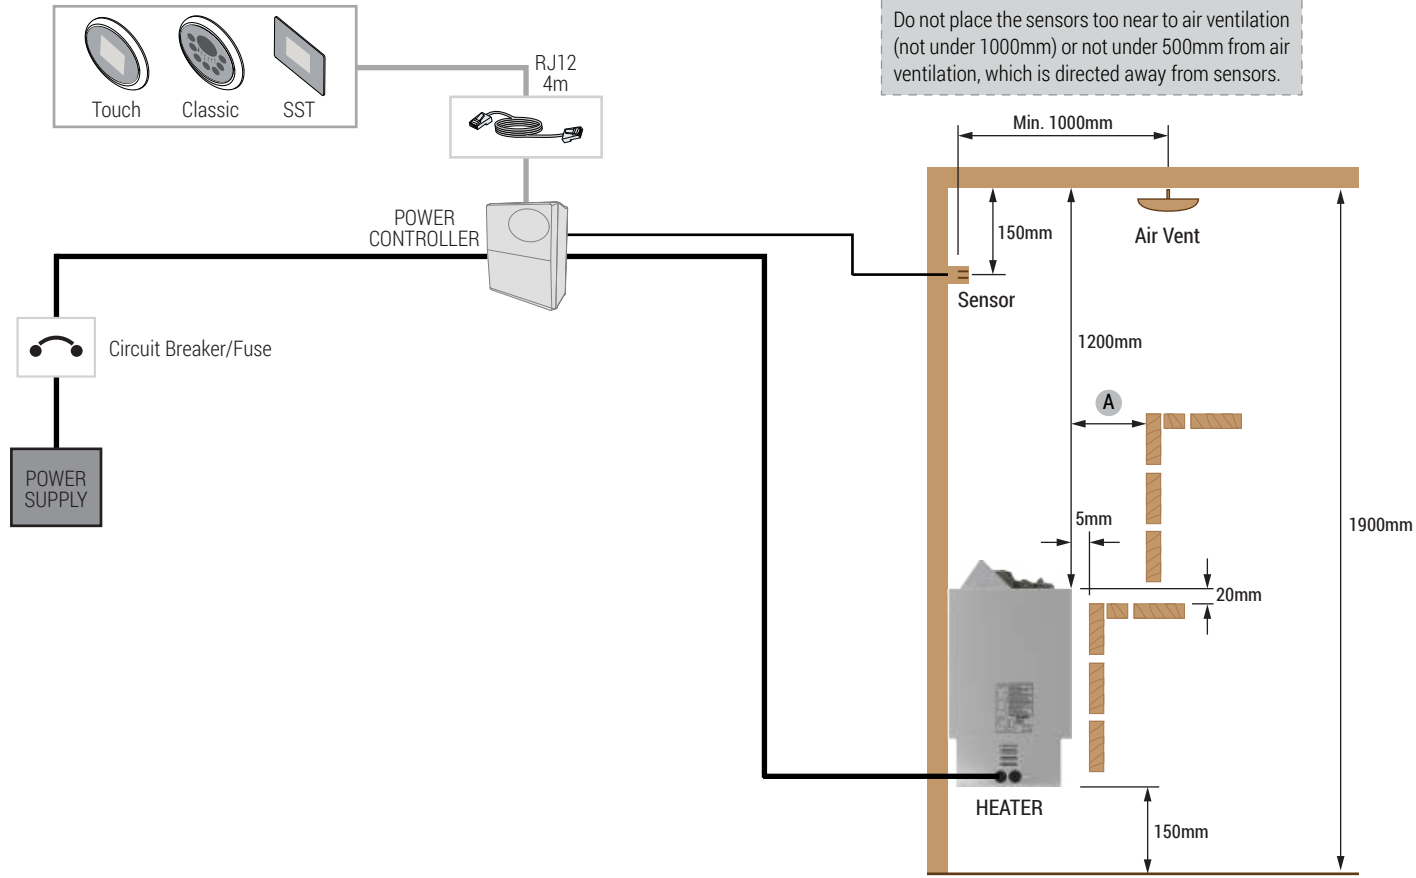 Do not place the sensors too near to air ventilation
(not under 1000mm) or not under 500mm from air
ventilation, which is directed away from sensors.
Touch
Classic
SST
RJ12
4m
Min. 1000mm
POWER
CONTROLLER
150mm
Air Vent
Sensor
Circuit Breaker/Fuse
1200mm
A
POWER
SUPPLY
5mm
1900mm
20mm
HEATER
150mm